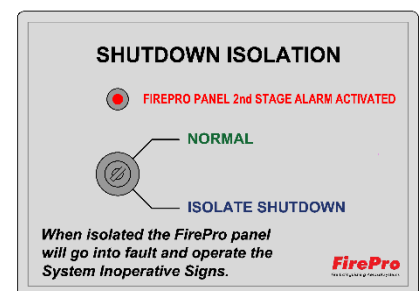 SHUTDOWN ISOLATION
FIREPRO PANEL 2nd STAGE ALARM ACTIVATED
NORMAL
ISOLATE SHUTDOWN
When isolated the FirePro panel
will go into fault and operate the
System Inoperative Signs.
FirePro